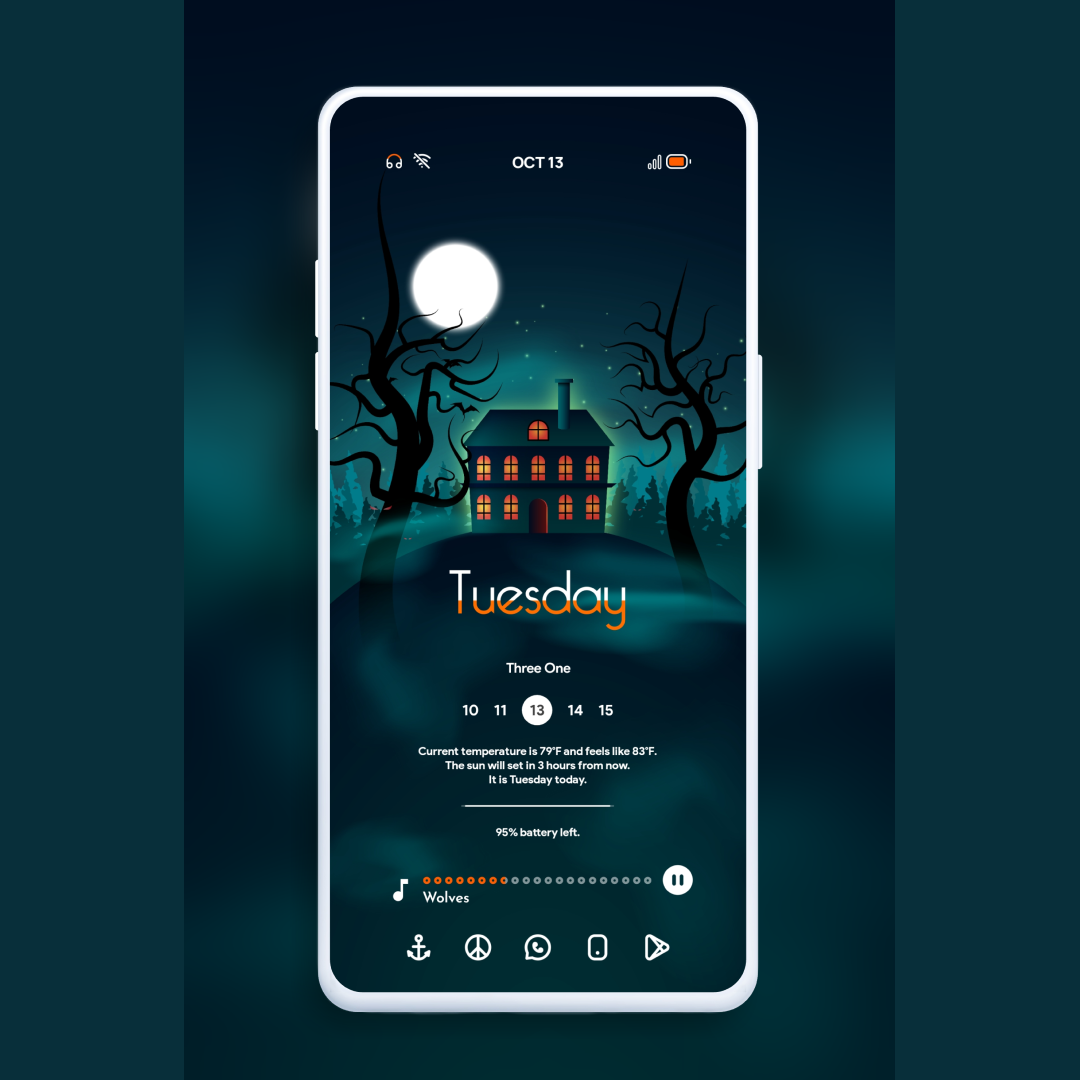 OCT 13
Tuesday
Three One
10 11 13 14 15
Current temperature is 79°F and feels like 83°F.
The sun will set in 3 hours from now.
It is Tuesday today.
95% battery left.
Wolves